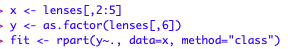 > x <- lenses[,2:5]
> y <- as.factor(lenses[,6])
> fit <- rpart(y~., data=x, method="class")